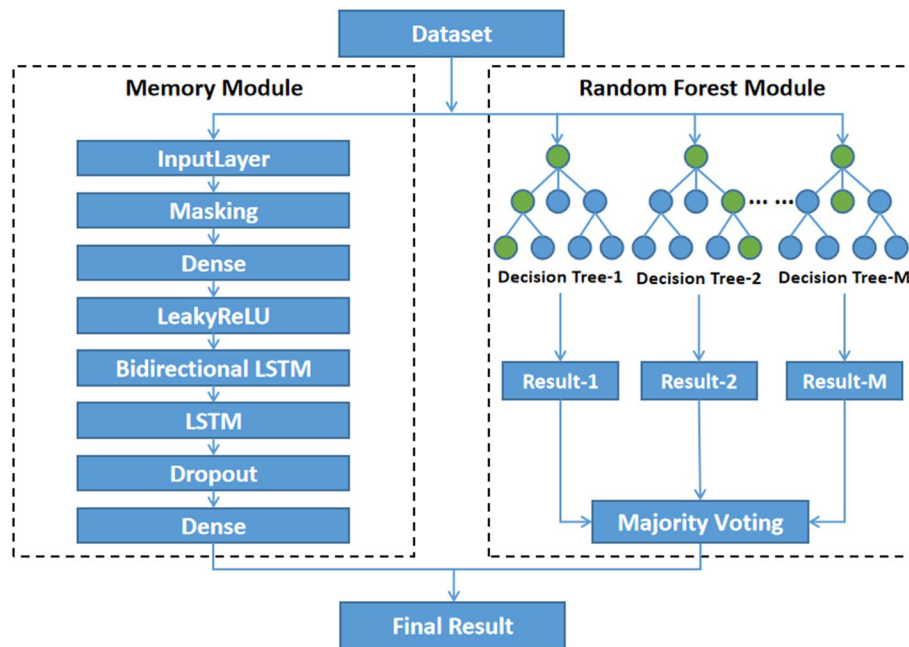 Dataset
Memory Module
InputLayer
Masking
Dense
LeakyReLU
Bidirectional LSTM
LSTM
Dropout
Dense
Random Forest Module
... ...
Decision Tree-1
Decision Tree-2
Decision Tree-M
Result-1
Result-2
Result-M
Majority Voting
Final Result